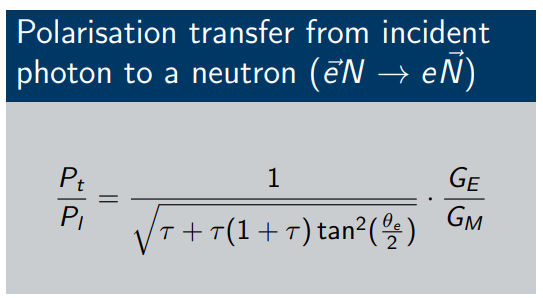 Polarisation transfer from incident
photon to a neutron (e⃗N → eN⃗)
P_t/P_l = 1/√(τ + τ(1 + τ) tan²(θ_e/2)) · G_E/G_M